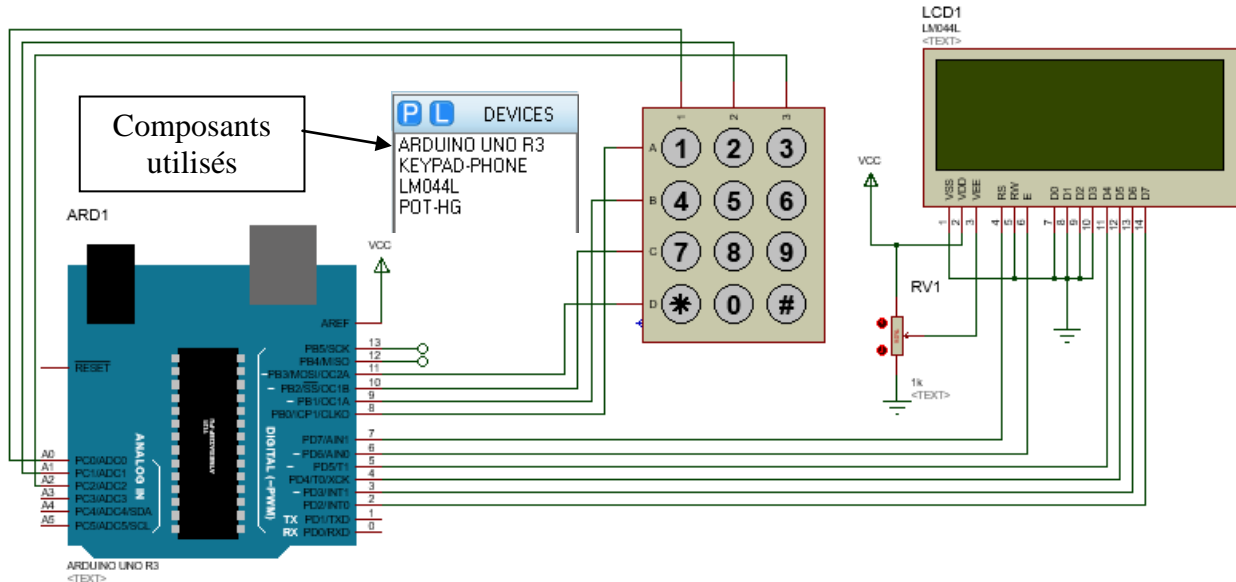 LCD1
LM044L
<TEXT>
VSS
VDD
VEE
RS
RW
E
D0
D1
D2
D3
D4
D5
D6
D7
1
2
3
4
5
6
7
8
9
10
11
12
13
14
Composants
utilisés
P L DEVICES
ARDUINO UNO R3
KEYPAD-PHONE
LM044L
POT-HG
1 2 3
A 1 2 3
B 4 5 6
C 7 8 9
D * 0 #
VCC
RV1
1k
<TEXT>
ARD1
VCC
AREF
RESET
13 PB5/SCK
12 PB4/MISO
11 ~PB3/MOSI/OC2A
10 ~PB2/SS/OC1B
9 ~PB1/OC1A
8 PB0/ICP1/CLKO
7 PD7/AIN1
6 ~PD6/AIN0
5 ~PD5/T1
4 PD4/T0/XCK
3 ~PD3/INT1
2 PD2/INT0
1 TX PD1/TXD
0 RX PD0/RXD
DIGITAL (~PWM)
ANALOG IN
A0 PC0/ADC0
A1 PC1/ADC1
A2 PC2/ADC2
A3 PC3/ADC3
A4 PC4/ADC4/SDA
A5 PC5/ADC5/SCL
ARDUINO UNO R3
<TEXT>